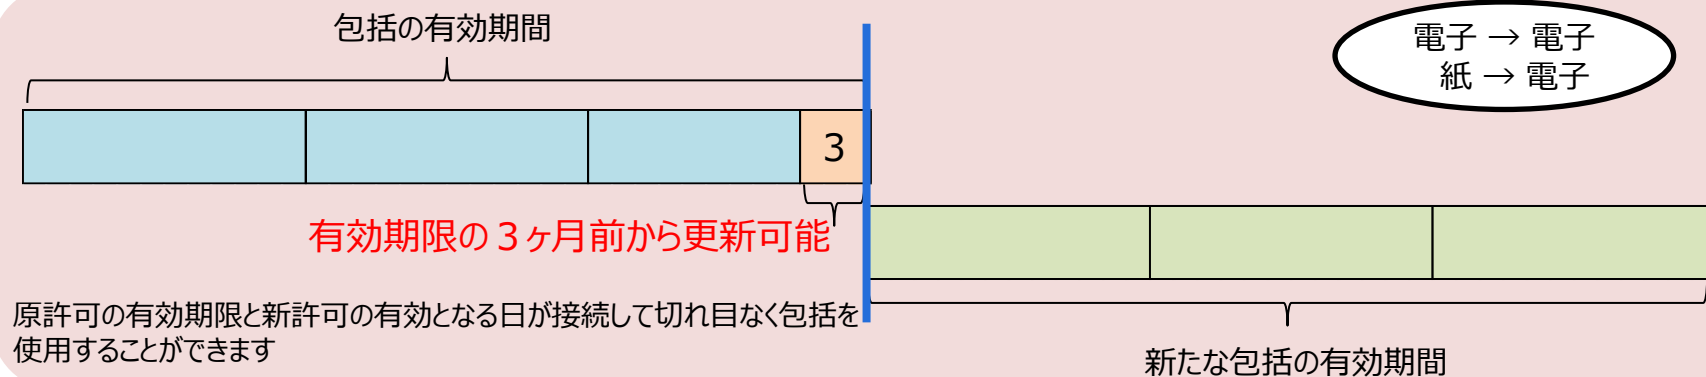 包括の有効期間
電子 → 電子
紙 → 電子
3
有効期限の3ヶ月前から更新可能
原許可の有効期限と新許可の有効となる日が接続して切れ目なく包括を
使用することができます
新たな包括の有効期間